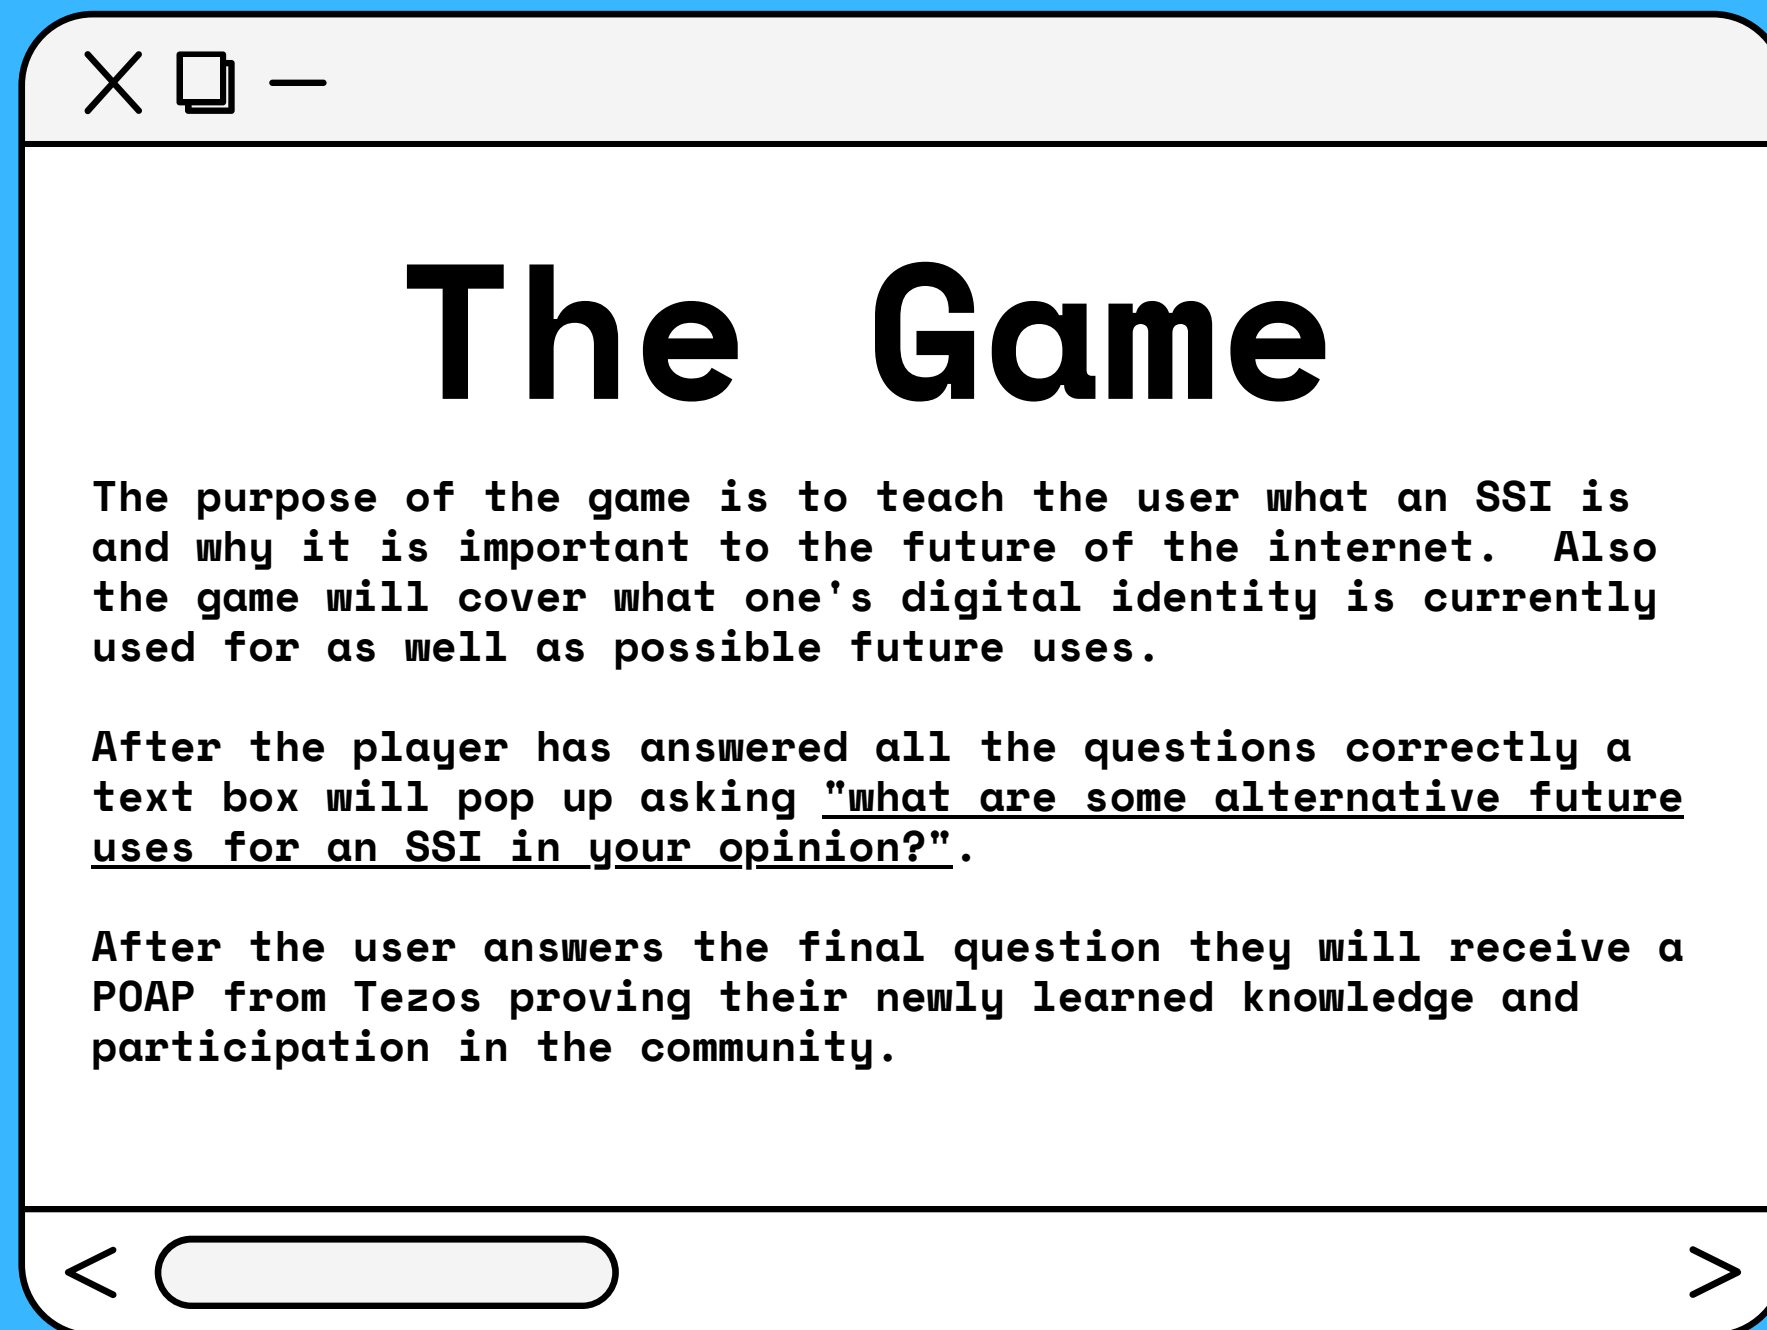 The Game
The purpose of the game is to teach the user what an SSI is
and why it is important to the future of the internet.  Also
the game will cover what one's digital identity is currently
used for as well as possible future uses.
After the player has answered all the questions correctly a
text box will pop up asking "what are some alternative future
uses for an SSI in your opinion?".
After the user answers the final question they will receive a
POAP from Tezos proving their newly learned knowledge and
participation in the community.